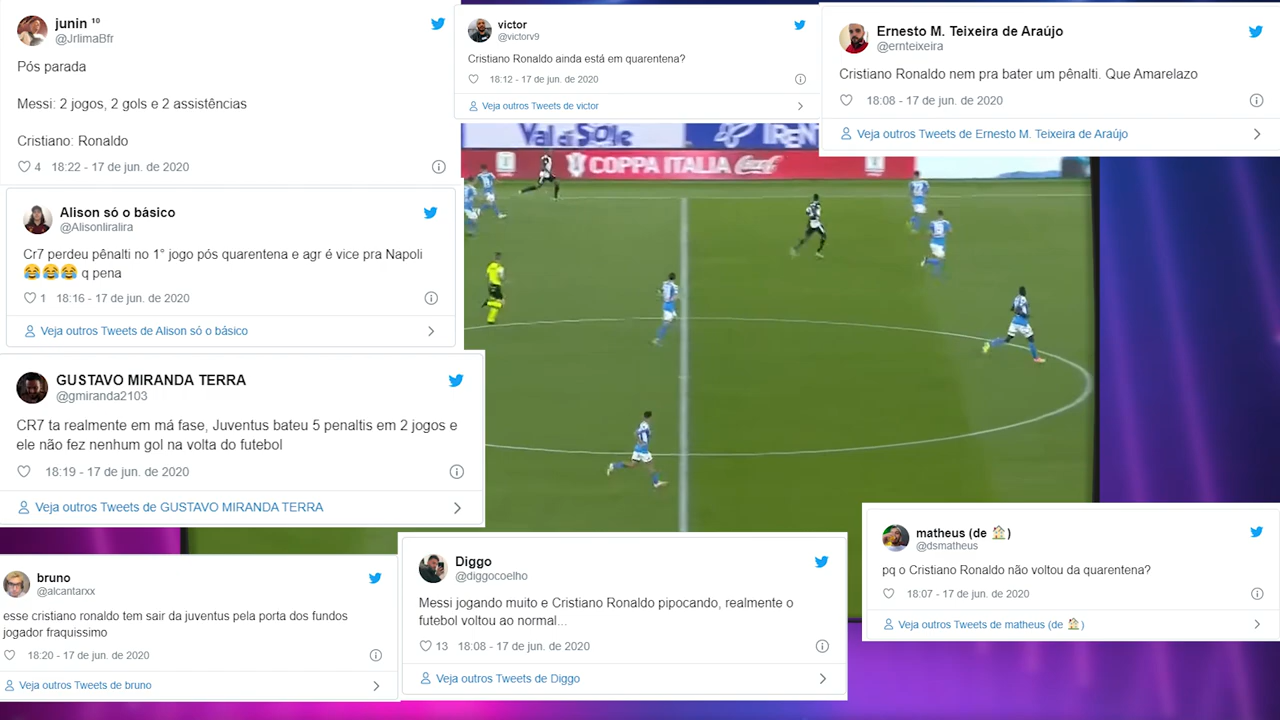 junin ¹⁰
@JrlimaBfr
Pós parada
Messi: 2 jogos, 2 gols e 2 assistências
Cristiano: Ronaldo
4 18:22 - 17 de jun. de 2020
victor
@victorv9
Cristiano Ronaldo ainda está em quarentena?
18:12 - 17 de jun. de 2020
Veja outros Tweets de victor
Ernesto M. Teixeira de Araújo
@ernteixeira
Cristiano Ronaldo nem pra bater um pênalti. Que Amarelazo
18:08 - 17 de jun. de 2020
Veja outros Tweets de Ernesto M. Teixeira de Araújo
COPPA ITALIA
Alison só o básico
@Alisonliralira
Cr7 perdeu pênalti no 1° jogo pós quarentena e agr é vice pra Napoli
😂😂😂 q pena
1 18:16 - 17 de jun. de 2020
Veja outros Tweets de Alison só o básico
GUSTAVO MIRANDA TERRA
@gmiranda2103
CR7 ta realmente em má fase, Juventus bateu 5 penaltis em 2 jogos e
ele não fez nenhum gol na volta do futebol
18:19 - 17 de jun. de 2020
Veja outros Tweets de GUSTAVO MIRANDA TERRA
bruno
@alcantarxx
esse cristiano ronaldo tem sair da juventus pela porta dos fundos
jogador fraquissimo
18:20 - 17 de jun. de 2020
Veja outros Tweets de bruno
Diggo
@diggocoelho
Messi jogando muito e Cristiano Ronaldo pipocando, realmente o
futebol voltou ao normal...
13 18:08 - 17 de jun. de 2020
Veja outros Tweets de Diggo
matheus (de 🏠)
@dsmatheus
pq o Cristiano Ronaldo não voltou da quarentena?
18:07 - 17 de jun. de 2020
Veja outros Tweets de matheus (de 🏠)